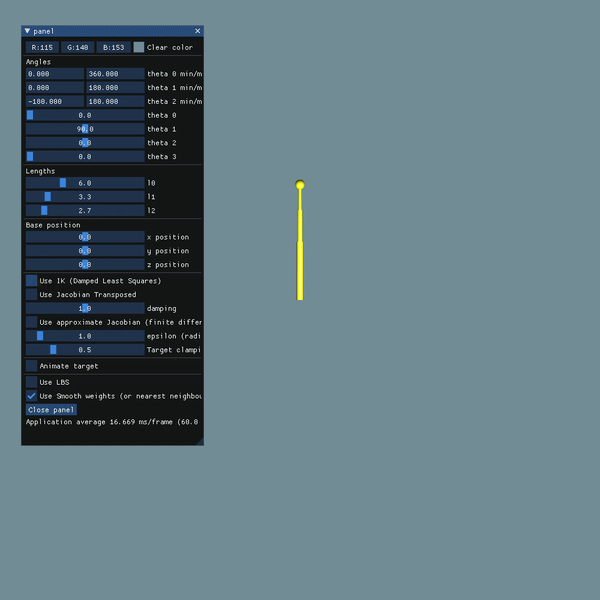 panel
R:115 G:140 B:153 Clear color
Angles
0.000 360.000 theta 0 min/m
0.000 180.000 theta 1 min/m
-180.000 180.000 theta 2 min/m
0.0 theta 0
90.0 theta 1
0.0 theta 2
0.0 theta 3
Lengths
6.0 l0
3.3 l1
2.7 l2
Base position
0.0 x position
0.0 y position
0.0 z position
Use IK (Damped Least Squares)
Use Jacobian Transposed
1.0 damping
Use approximate Jacobian (finite differ
1.0 epsilon (radi
0.5 Target clampi
Animate target
Use LBS
Use Smooth weights (or nearest neighbou
Close panel
Application average 16.669 ms/frame (60.0